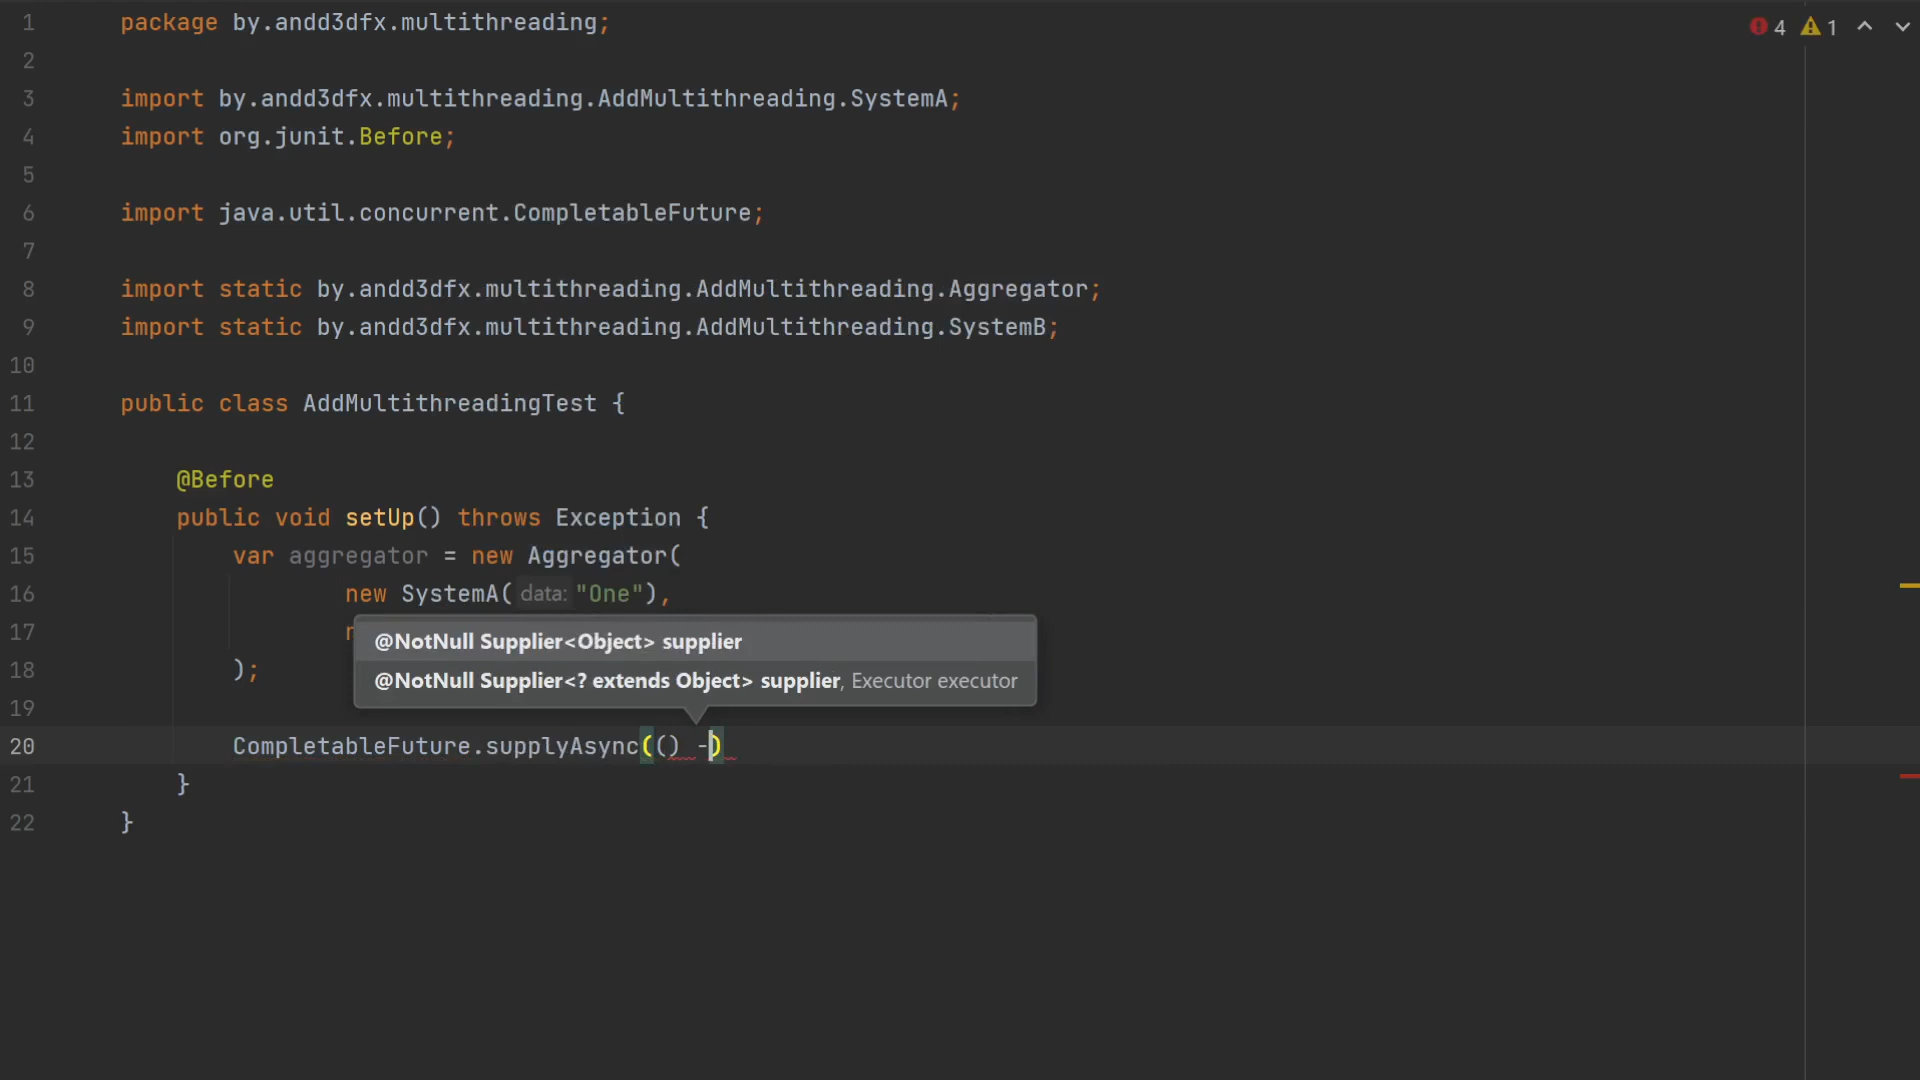 4 1
1 package by.andd3dfx.multithreading;
2
3 import by.andd3dfx.multithreading.AddMultithreading.SystemA;
4 import org.junit.Before;
5
6 import java.util.concurrent.CompletableFuture;
7
8 import static by.andd3dfx.multithreading.AddMultithreading.Aggregator;
9 import static by.andd3dfx.multithreading.AddMultithreading.SystemB;
10
11 public class AddMultithreadingTest {
12
13 @Before
14 public void setUp() throws Exception {
15 var aggregator = new Aggregator(
16 new SystemA( data: "One"),
17
@NotNull Supplier<Object> supplier
18 );
@NotNull Supplier<? extends Object> supplier, Executor executor
19
20 CompletableFuture.supplyAsync(() -)
21 }
22 }